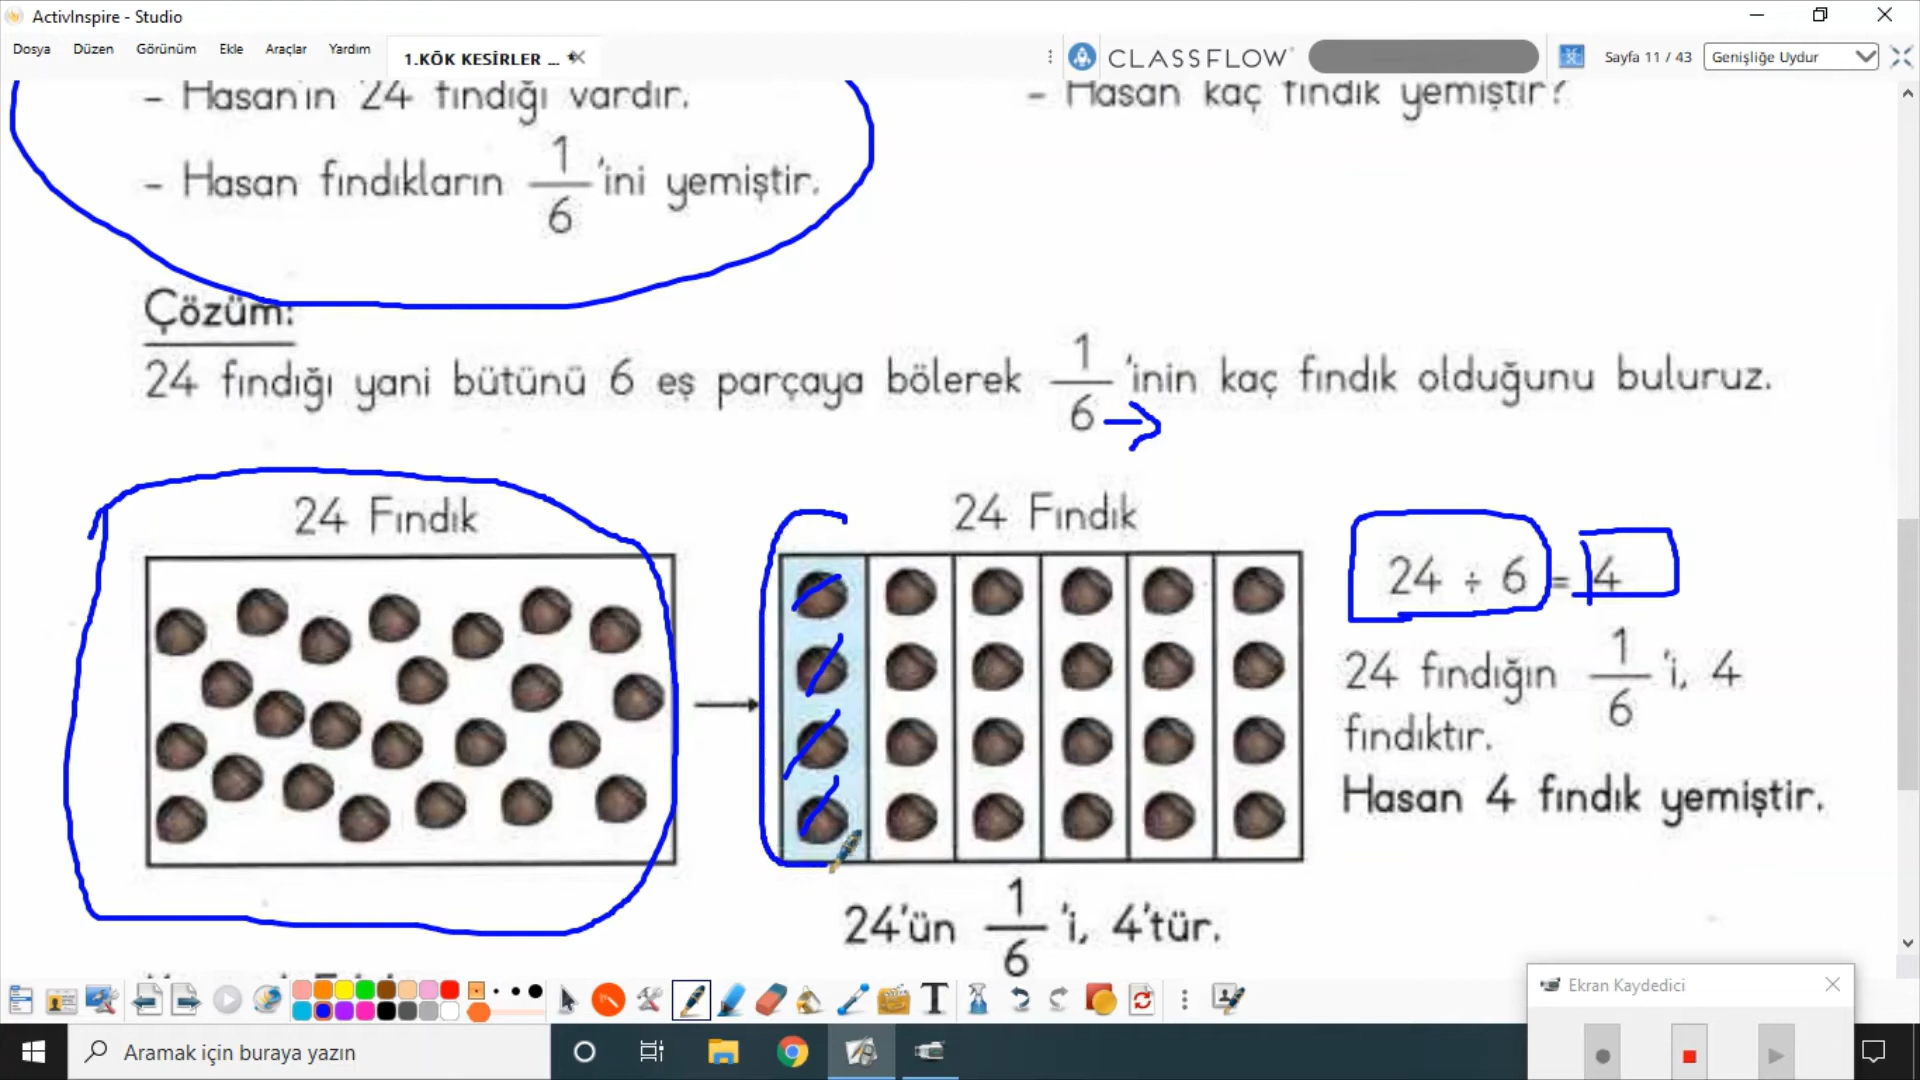 ActivInspire - Studio
Dosya Düzen Görünüm Ekle Araçlar Yardım
1.KÖK KESİRLER ...
CLASSFLOW
Sayfa 11 / 43
Genişliğe Uydur
- Hasan'ın 24 fındığı vardır.
- Hasan kaç fındık yemiştir?
- Hasan fındıkların 1/6 'ini yemiştir.
Çözüm:
24 fındığı yani bütünü 6 eş parçaya bölerek 1/6 'inin kaç fındık olduğunu buluruz.
24 Fındık
24 Fındık
24 ÷ 6 = 4
24 fındığın 1/6 'i, 4
fındıktır.
Hasan 4 fındık yemiştir.
24'ün 1/6 'i, 4'tür.
Ekran Kaydedici
Aramak için buraya yazın